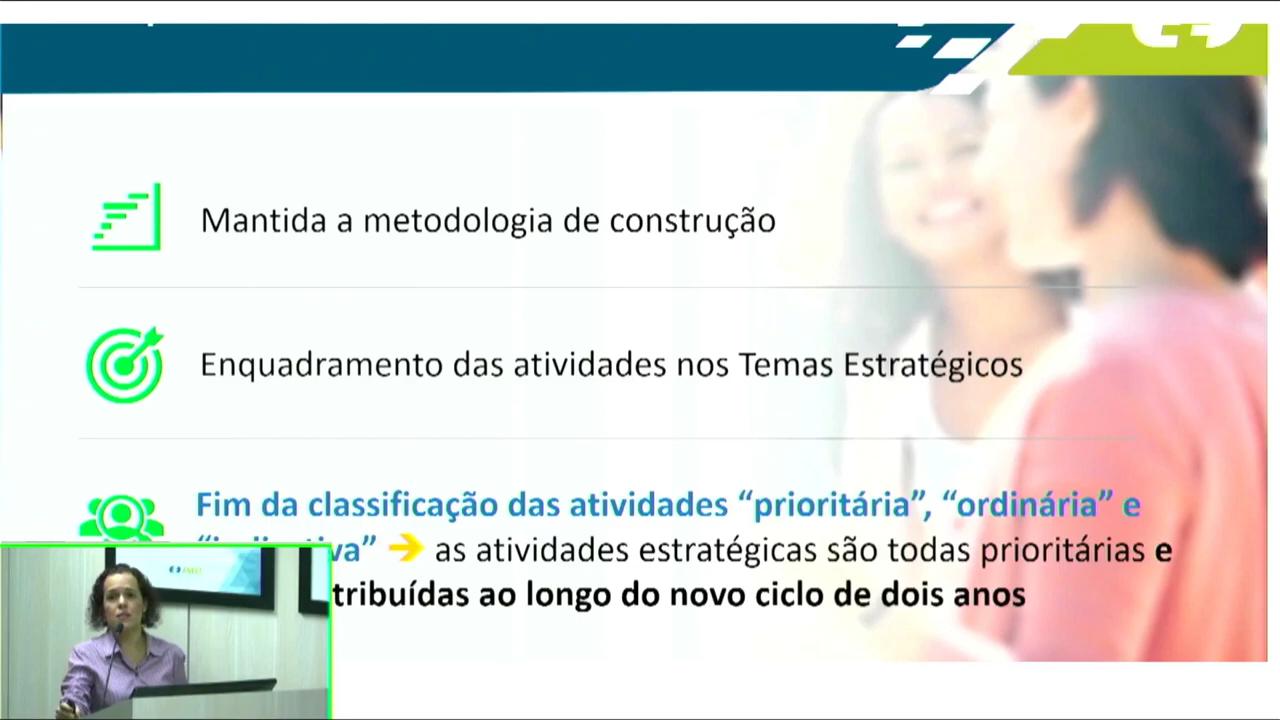 Mantida a metodologia de construção
Enquadramento das atividades nos Temas Estratégicos
Fim da classificação das atividades “prioritária”, “ordinária” e
as atividades estratégicas são todas prioritárias e
ao longo do novo ciclo de dois anos